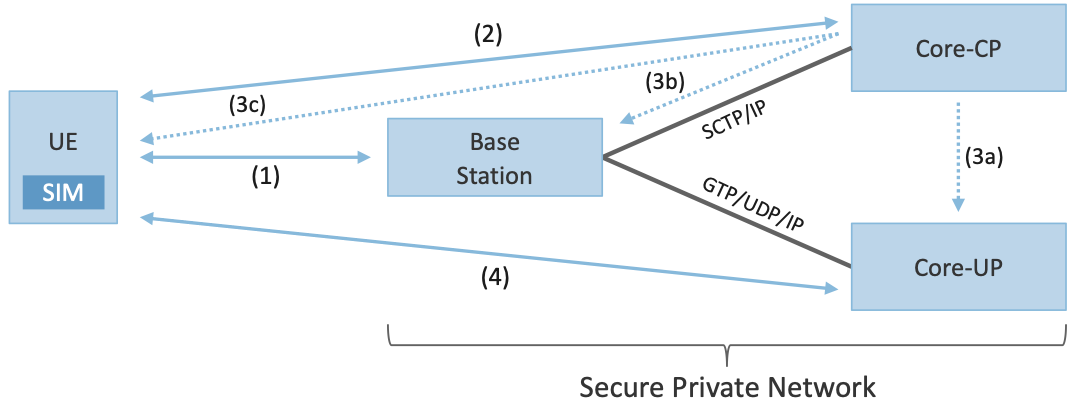 (2)
Core-CP
(3b)
(3c)
UE
SIM
Base
Station
SCTP/IP
(3a)
(1)
GTP/UDP/IP
(4)
Core-UP
Secure Private Network